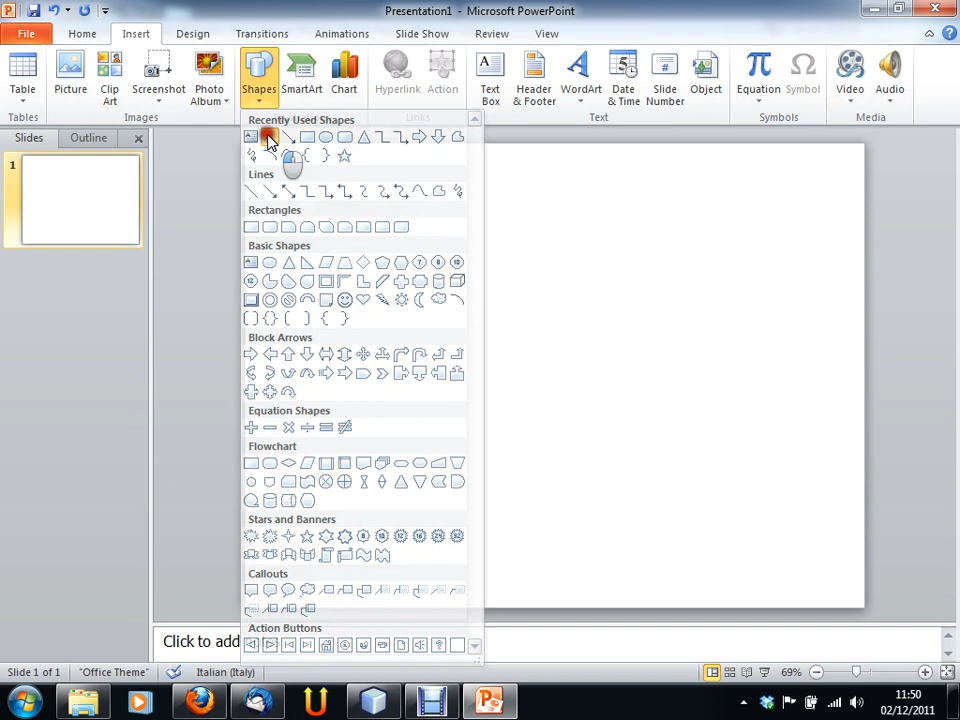 Presentation1 - Microsoft PowerPoint
File Home Insert Design Transitions Animations Slide Show Review View
Table Picture Clip Art Screenshot Photo Album Shapes SmartArt Chart Hyperlink Action Text Box Header & Footer WordArt Date & Time Slide Number Object Equation Symbol Video Audio
Tables Images Links Text Symbols Media
Slides Outline
1
Recently Used Shapes
Lines
Rectangles
Basic Shapes
Block Arrows
Equation Shapes
Flowchart
Stars and Banners
Callouts
Action Buttons
Click to add
Slide 1 of 1 "Office Theme" Italian (Italy) 69%
11:50
02/12/2011